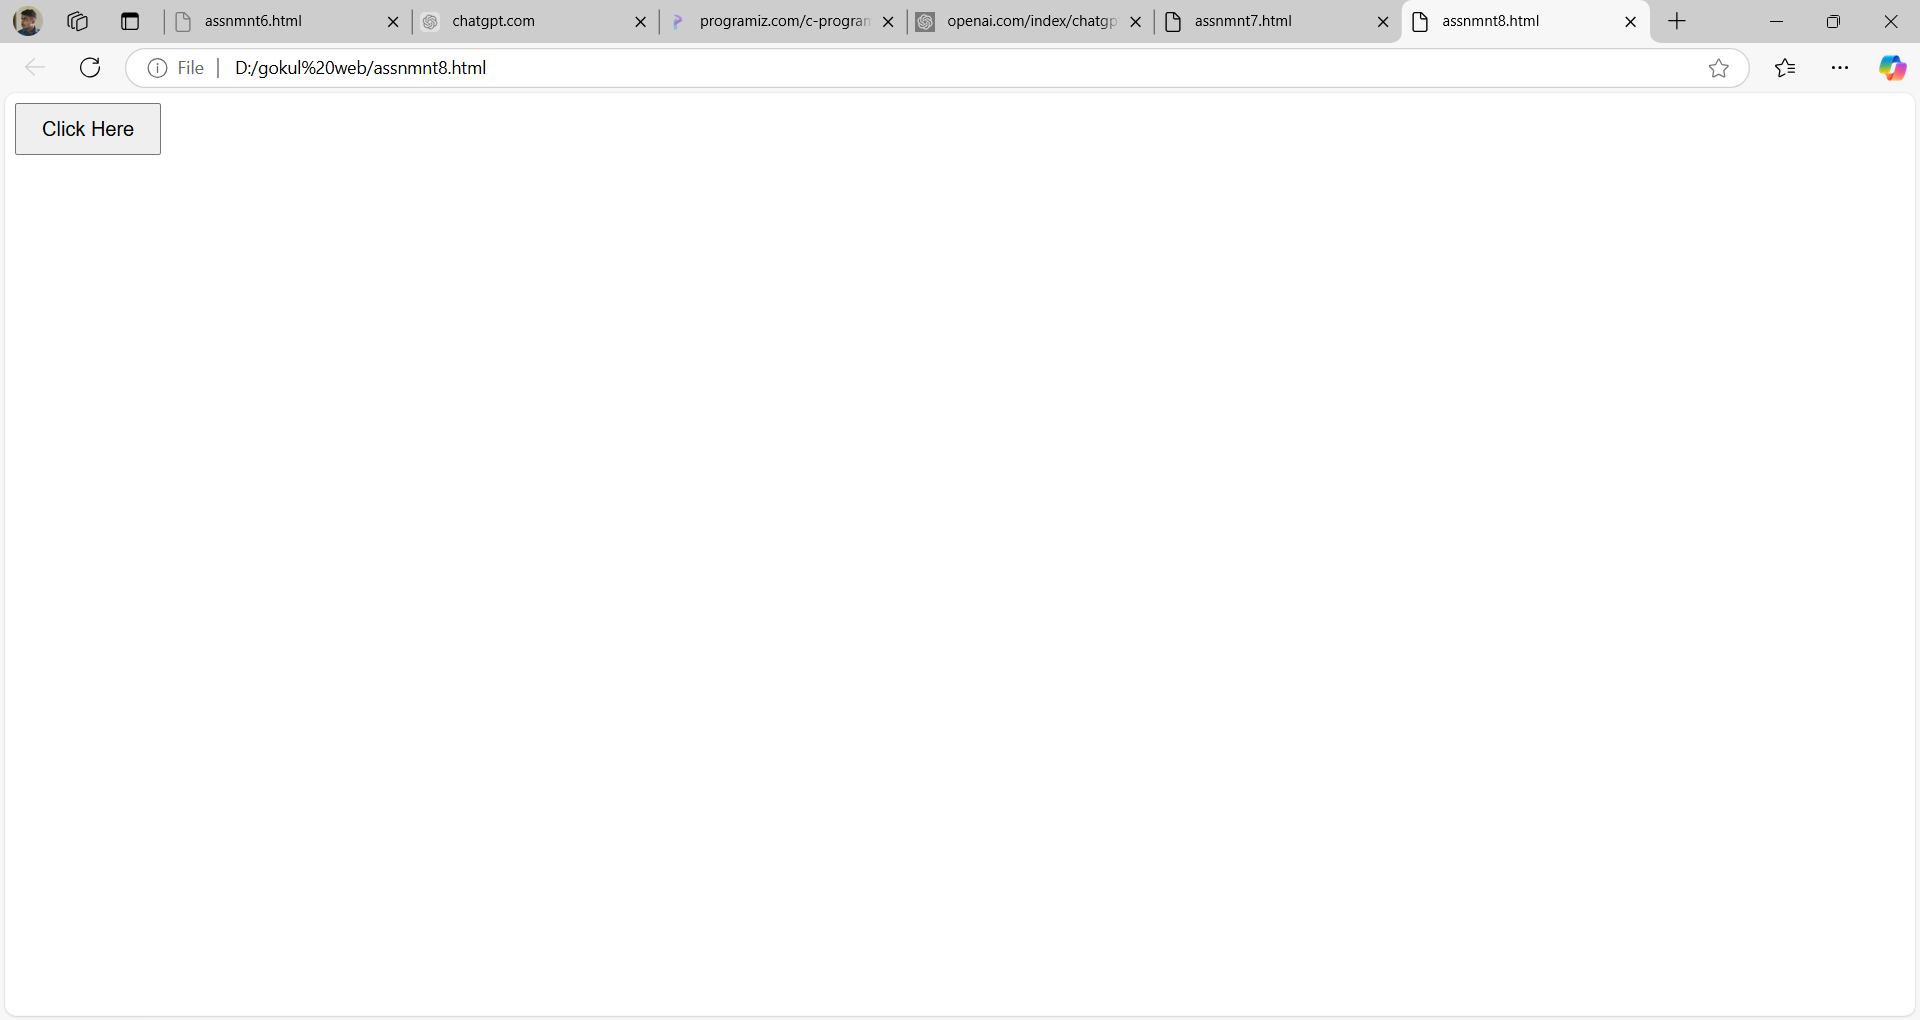 assnmnt6.html
chatgpt.com
programiz.com/c-program
openai.com/index/chatgp
assnmnt7.html
assnmnt8.html
File D:/gokul%20web/assnmnt8.html
Click Here